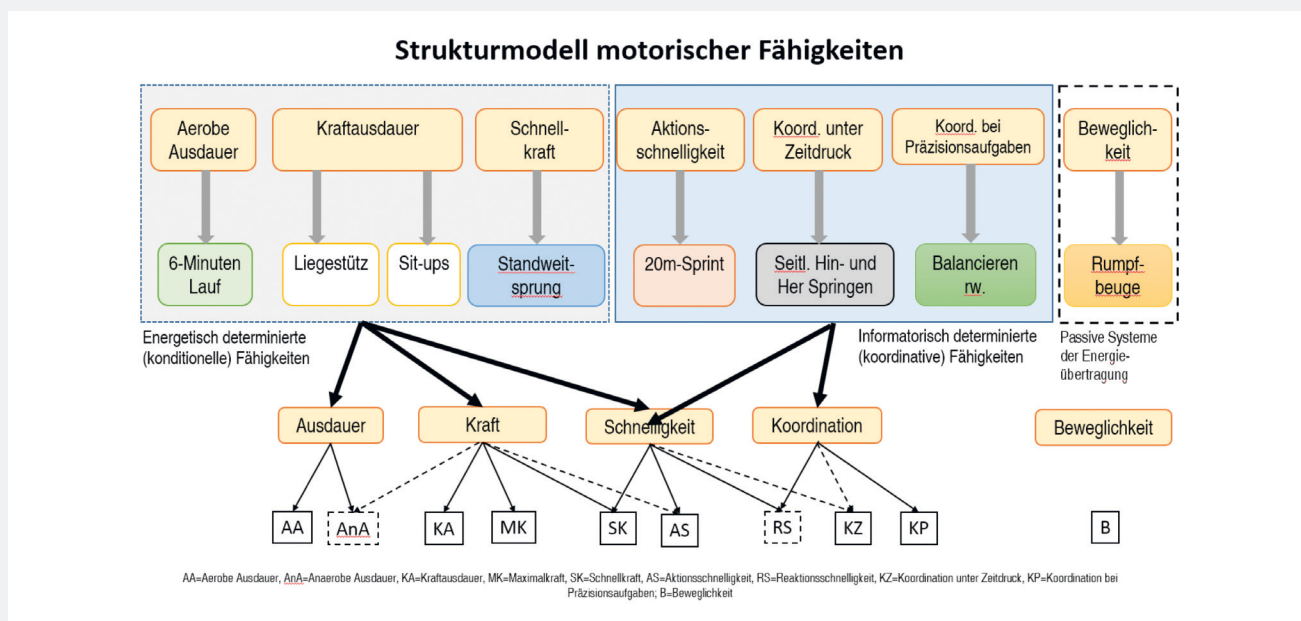 Strukturmodell motorischer Fähigkeiten
Aerobe
Ausdauer
Kraftausdauer
Schnell-
kraft
Aktions-
schnelligkeit
Koord. unter
Zeitdruck
Koord. bei
Präzisionsaufgaben
Beweglich-
keit
6-Minuten
Lauf
Liegestütz
Sit-ups
Standweit-
sprung
20m-Sprint
Seitl. Hin- und
Her Springen
Balancieren
rw.
Rumpf-
beuge
Energetisch determinierte
(konditionelle) Fähigkeiten
Informatorisch determinierte
(koordinative) Fähigkeiten
Passive Systeme
der Energie-
übertragung
Ausdauer
Kraft
Schnelligkeit
Koordination
Beweglichkeit
AA
AnA
KA
MK
SK
AS
RS
KZ
KP
B
AA=Aerobe Ausdauer, AnA=Anaerobe Ausdauer, KA=Kraftausdauer, MK=Maximalkraft, SK=Schnellkraft, AS=Aktionsschnelligkeit, RS=Reaktionsschnelligkeit, KZ=Koordination unter Zeitdruck, KP=Koordination bei
Präzisionsaufgaben; B=Beweglichkeit